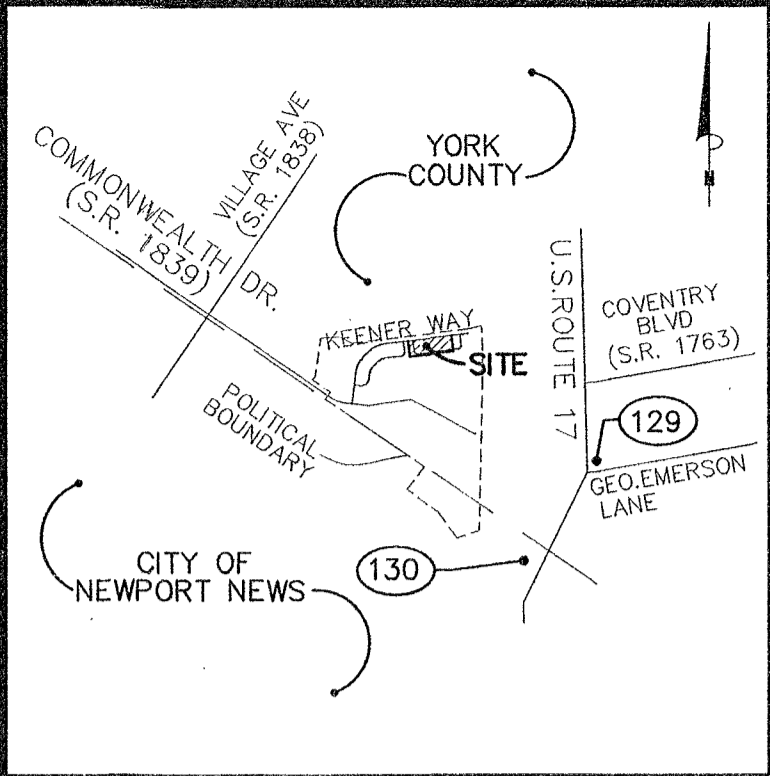 YORK
COUNTY
VILLAGE AVE
(S.R. 1838)
COMMONWEALTH DR.
(S.R. 1839)
N
U.S.ROUTE 17
COVENTRY
BLVD
(S.R. 1763)
KEENER WAY
SITE
POLITICAL
BOUNDARY
129
GEO.EMERSON
LANE
130
CITY OF
NEWPORT NEWS